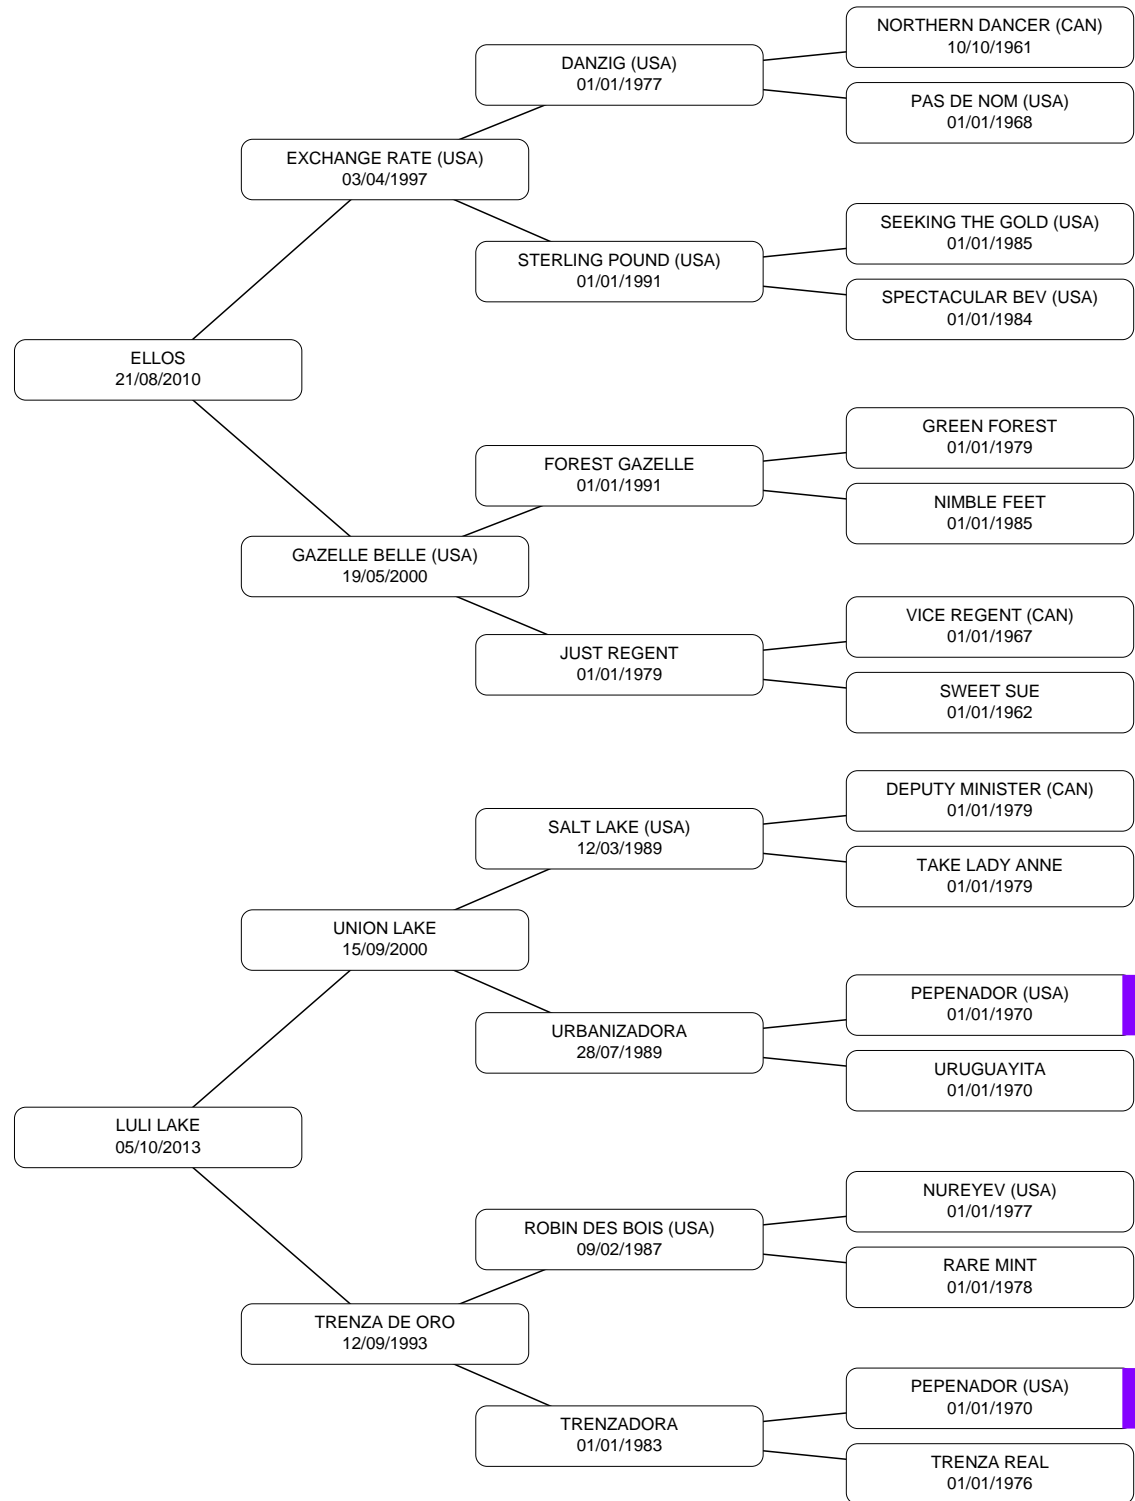 NORTHERN DANCER (CAN)
10/10/1961
DANZIG (USA)
01/01/1977
PAS DE NOM (USA)
01/01/1968
EXCHANGE RATE (USA)
03/04/1997
SEEKING THE GOLD (USA)
01/01/1985
STERLING POUND (USA)
01/01/1991
SPECTACULAR BEV (USA)
01/01/1984
ELLOS
21/08/2010
GREEN FOREST
01/01/1979
FOREST GAZELLE
01/01/1991
NIMBLE FEET
01/01/1985
GAZELLE BELLE (USA)
19/05/2000
VICE REGENT (CAN)
01/01/1967
JUST REGENT
01/01/1979
SWEET SUE
01/01/1962
DEPUTY MINISTER (CAN)
01/01/1979
SALT LAKE (USA)
12/03/1989
TAKE LADY ANNE
01/01/1979
UNION LAKE
15/09/2000
PEPENADOR (USA)
01/01/1970
URBANIZADORA
28/07/1989
URUGUAYITA
01/01/1970
LULI LAKE
05/10/2013
NUREYEV (USA)
01/01/1977
ROBIN DES BOIS (USA)
09/02/1987
RARE MINT
01/01/1978
TRENZA DE ORO
12/09/1993
PEPENADOR (USA)
01/01/1970
TRENZADORA
01/01/1983
TRENZA REAL
01/01/1976